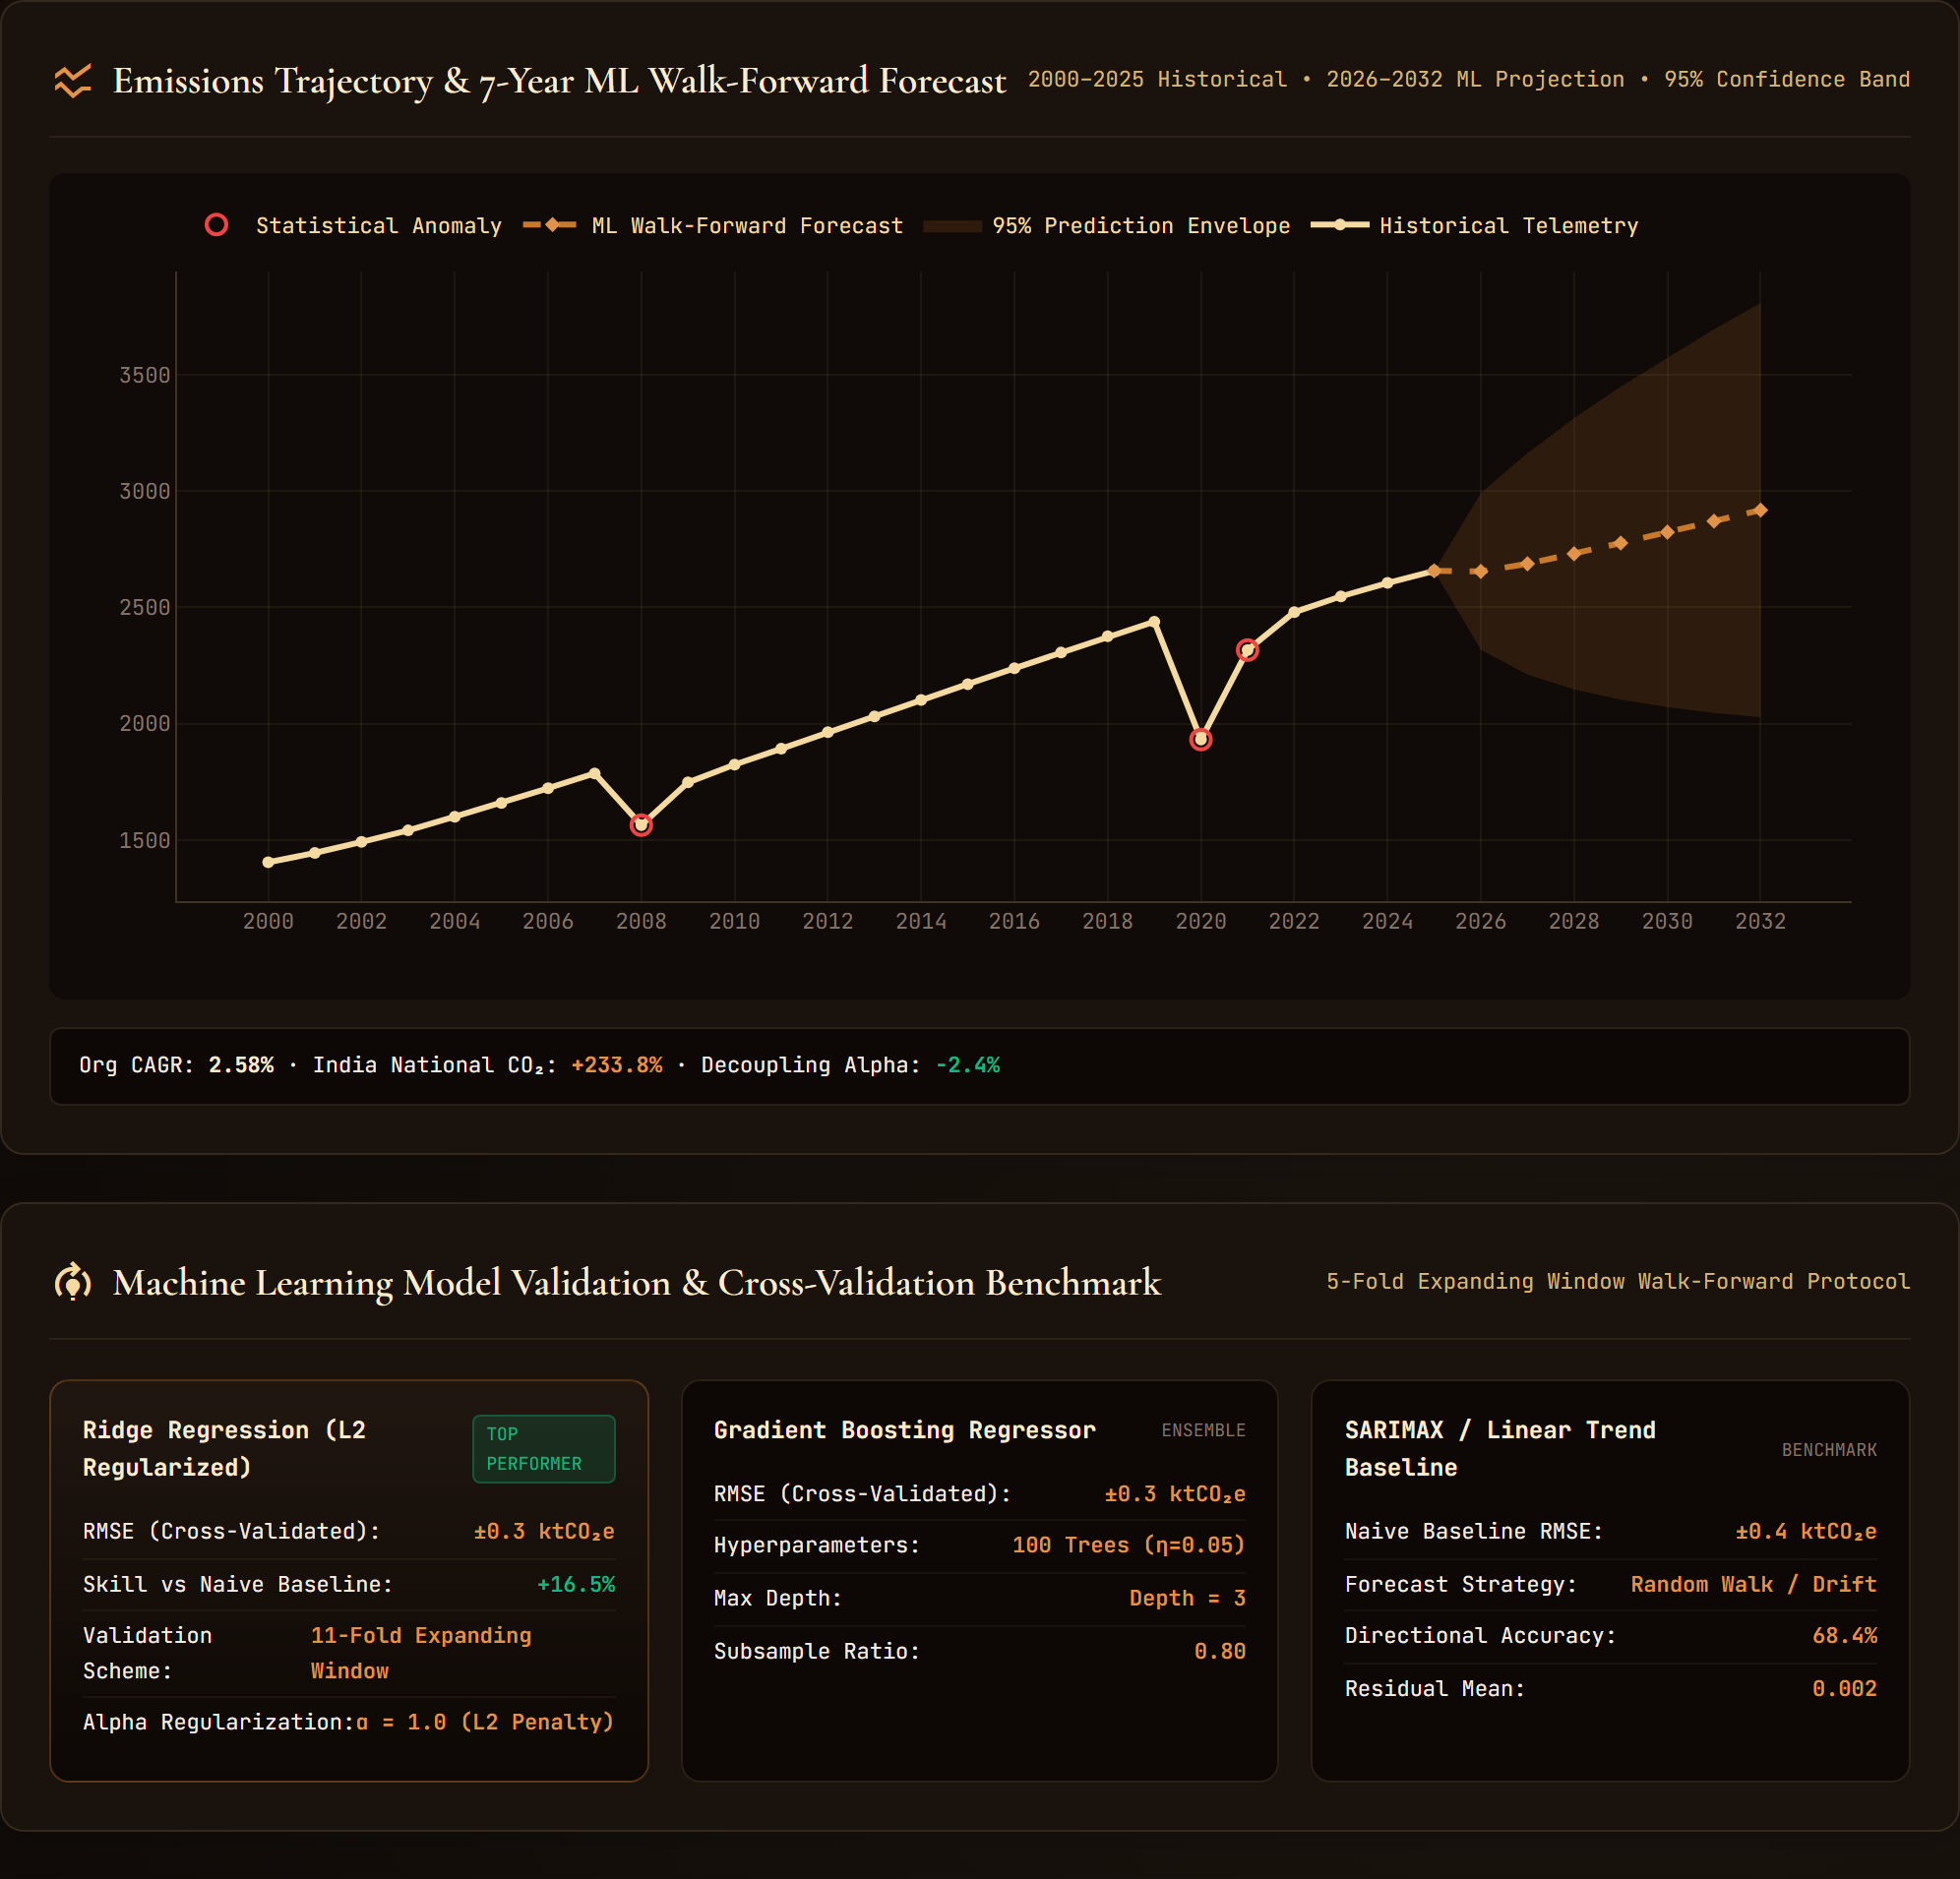 Emissions Trajectory & 7-Year ML Walk-Forward Forecast
2000–2025 Historical • 2026–2032 ML Projection • 95% Confidence Band
Statistical Anomaly
ML Walk-Forward Forecast
95% Prediction Envelope
Historical Telemetry
3500
3000
2500
2000
1500
2000 2002 2004 2006 2008 2010 2012 2014 2016 2018 2020 2022 2024 2026 2028 2030 2032
Org CAGR: 2.58% · India National CO₂: +233.8% · Decoupling Alpha: -2.4%
Machine Learning Model Validation & Cross-Validation Benchmark
5-Fold Expanding Window Walk-Forward Protocol
Ridge Regression (L2
Regularized)
TOP
PERFORMER
RMSE (Cross-Validated): ±0.3 ktCO₂e
Skill vs Naive Baseline: +16.5%
Validation
Scheme:
11-Fold Expanding
Window
Alpha Regularization:α = 1.0 (L2 Penalty)
Gradient Boosting Regressor
ENSEMBLE
RMSE (Cross-Validated): ±0.3 ktCO₂e
Hyperparameters: 100 Trees (η=0.05)
Max Depth: Depth = 3
Subsample Ratio: 0.80
SARIMAX / Linear Trend
Baseline
BENCHMARK
Naive Baseline RMSE: ±0.4 ktCO₂e
Forecast Strategy: Random Walk / Drift
Directional Accuracy: 68.4%
Residual Mean: 0.002